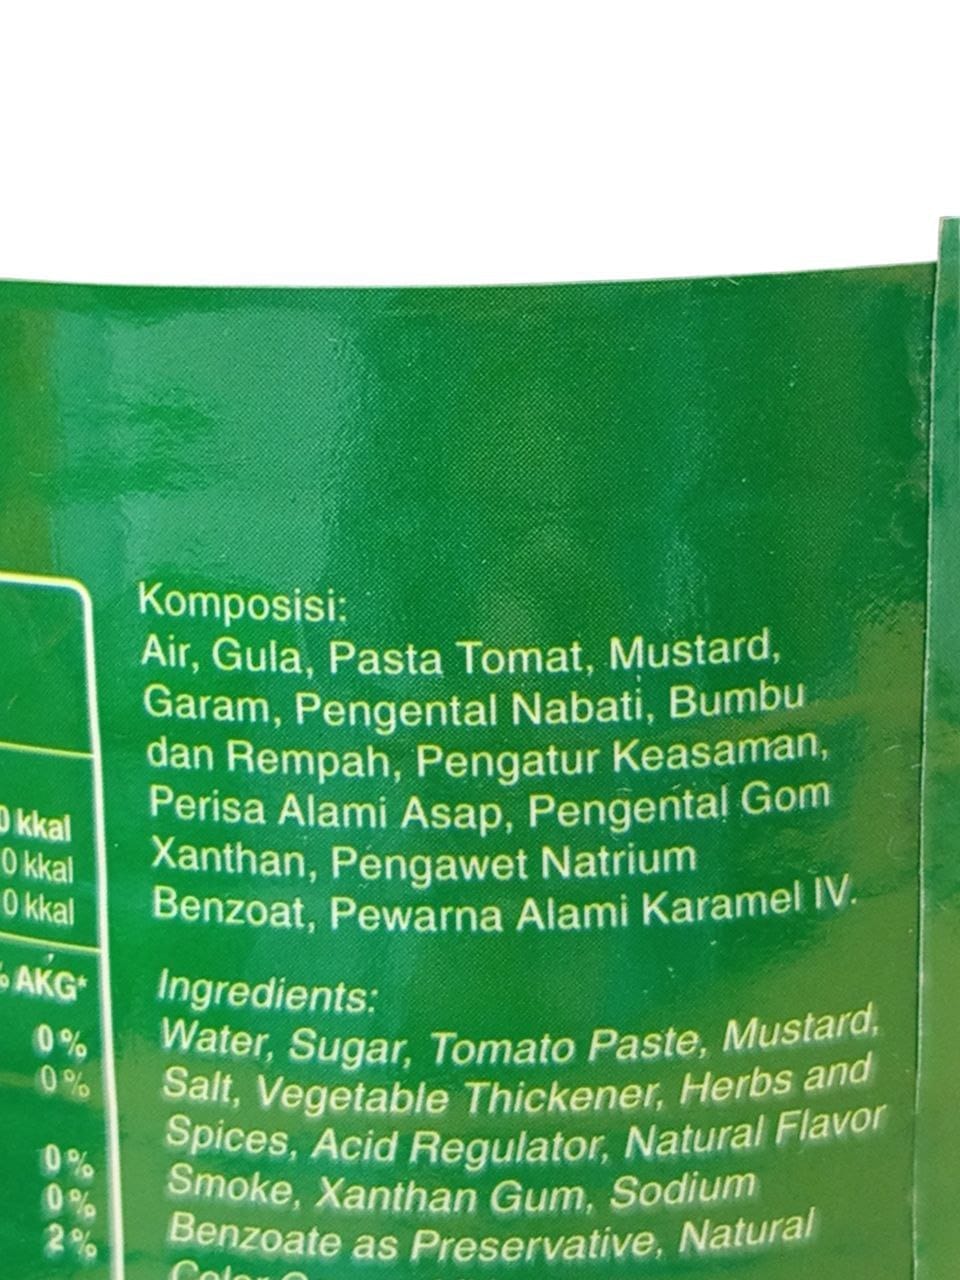 Komposisi:
Air, Gula, Pasta Tomat, Mustard,
Garam, Pengental Nabati, Bumbu
dan Rempah, Pengatur Keasaman,
Perisa Alami Asap, Pengental Gom
Xanthan, Pengawet Natrium
Benzoat, Pewarna Alami Karamel IV.
0 kkal
0 kkal
0 kkal
% AKG*
0 %
0 %
0 %
0 %
2 %
Ingredients:
Water, Sugar, Tomato Paste, Mustard,
Salt, Vegetable Thickener, Herbs and
Spices, Acid Regulator, Natural Flavor
Smoke, Xanthan Gum, Sodium
Benzoate as Preservative, Natural